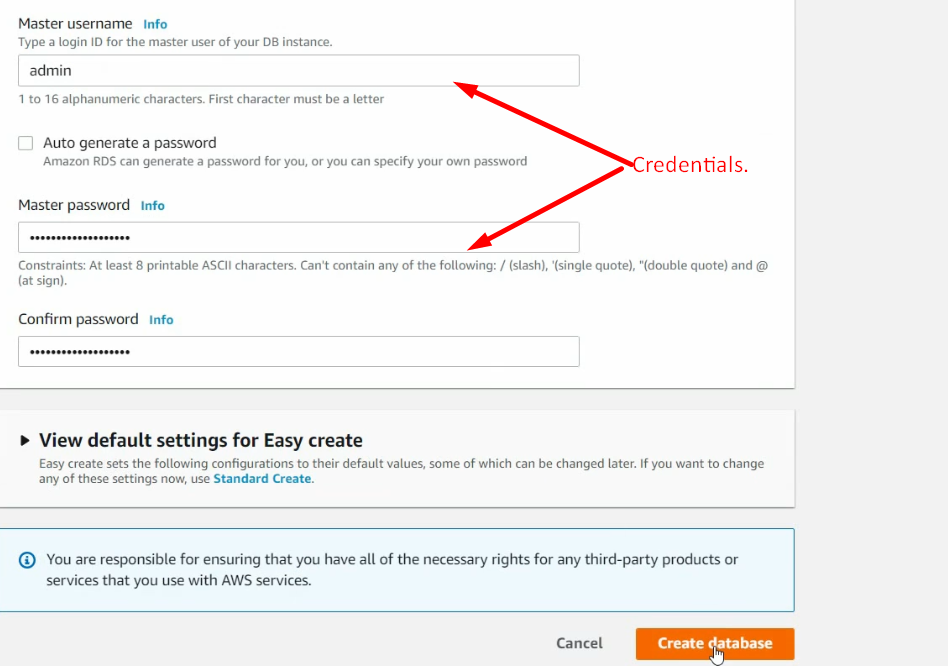 Master username Info
Type a login ID for the master user of your DB instance.
admin
1 to 16 alphanumeric characters. First character must be a letter
Auto generate a password
Amazon RDS can generate a password for you, or you can specify your own password
Credentials.
Master password Info
•••••••••••••••••••
Constraints: At least 8 printable ASCII characters. Can't contain any of the following: / (slash), '(single quote), "(double quote) and @
(at sign).
Confirm password Info
•••••••••••••••••••
View default settings for Easy create
Easy create sets the following configurations to their default values, some of which can be changed later. If you want to change
any of these settings now, use Standard Create.
You are responsible for ensuring that you have all of the necessary rights for any third-party products or
services that you use with AWS services.
Cancel Create database